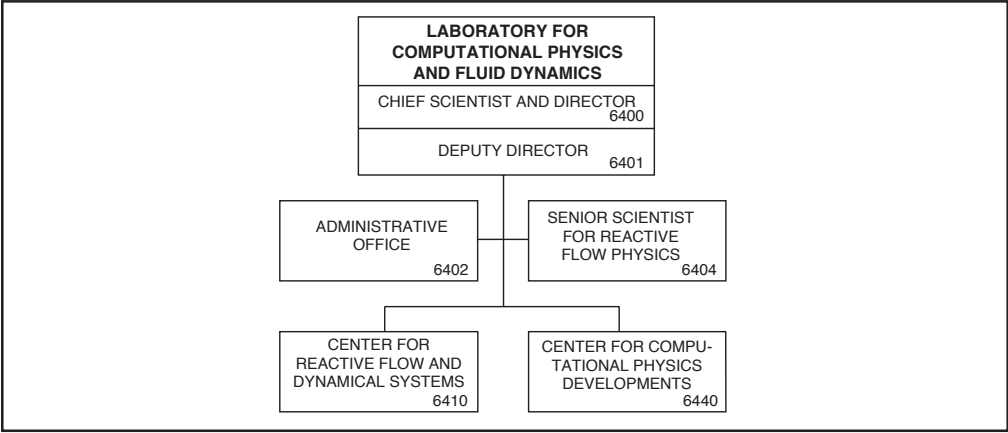 LABORATORY FOR
COMPUTATIONAL PHYSICS
AND FLUID DYNAMICS
CHIEF SCIENTIST AND DIRECTOR
6400
DEPUTY DIRECTOR
6401
ADMINISTRATIVE
OFFICE
6402
SENIOR SCIENTIST
FOR REACTIVE
FLOW PHYSICS
6404
CENTER FOR
REACTIVE FLOW AND
DYNAMICAL SYSTEMS
6410
CENTER FOR COMPU-
TATIONAL PHYSICS
DEVELOPMENTS
6440